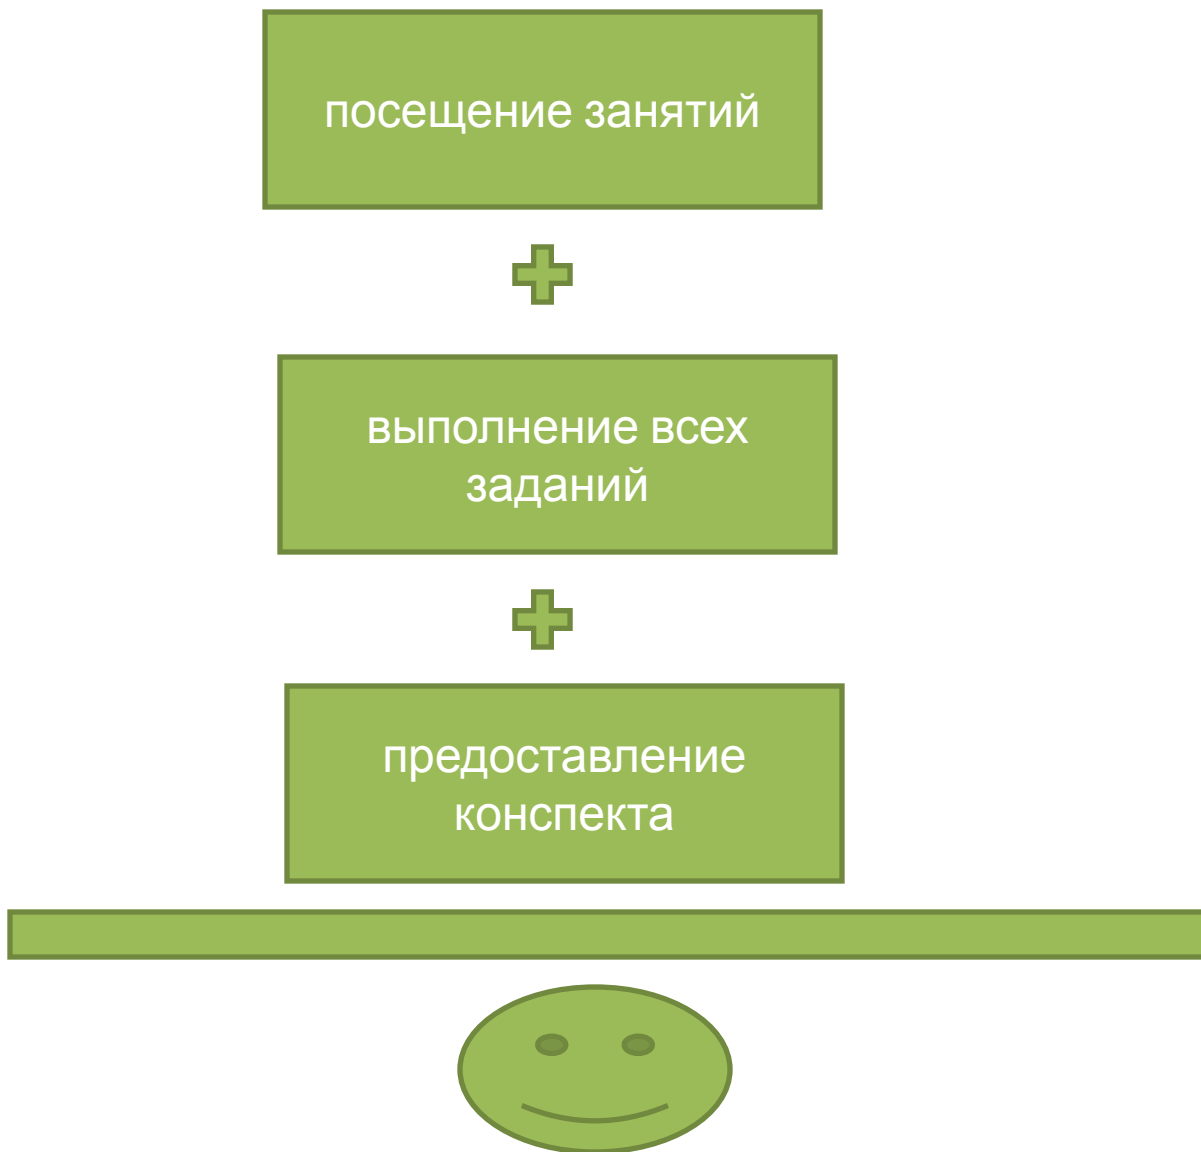 посещение занятий
выполнение всех
заданий
предоставление
конспекта